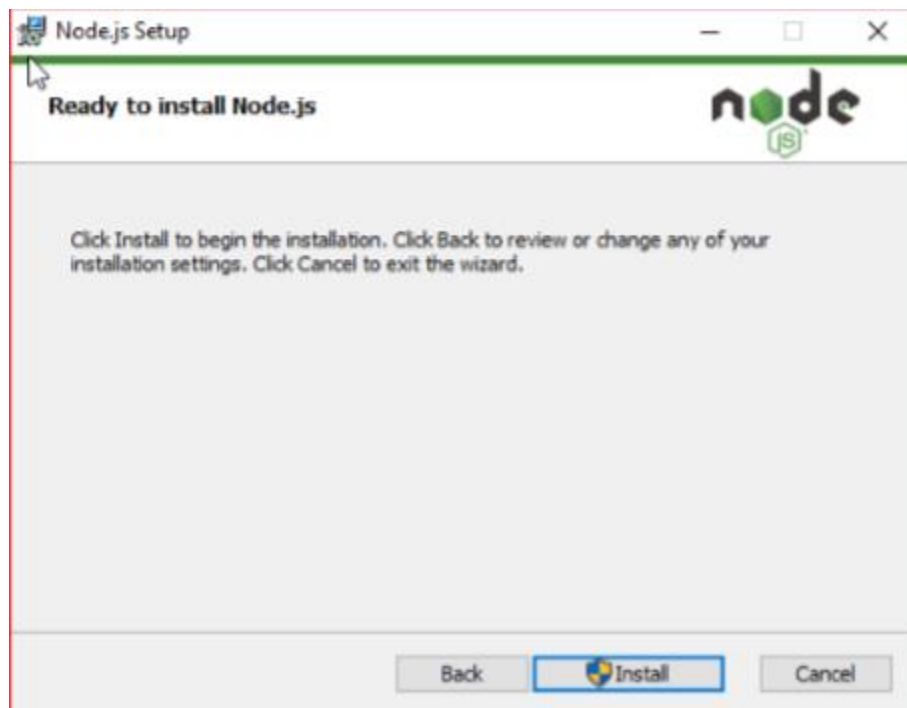 Node.js Setup
Ready to install Node.js
node
JS
Click Install to begin the installation. Click Back to review or change any of your
installation settings. Click Cancel to exit the wizard.
Back
Install
Cancel